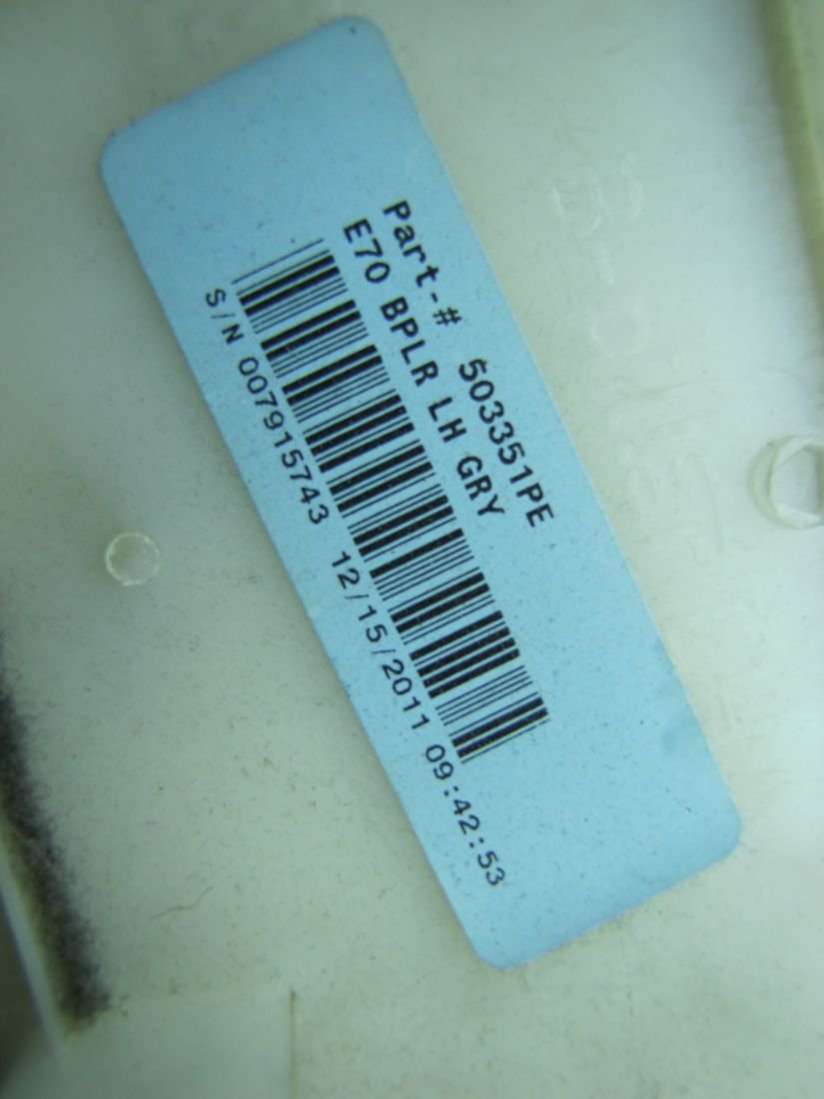 Part-# 503351PE
E70 BPLR LH GRY
S/N 007915743 12/15/2011 09:42:53